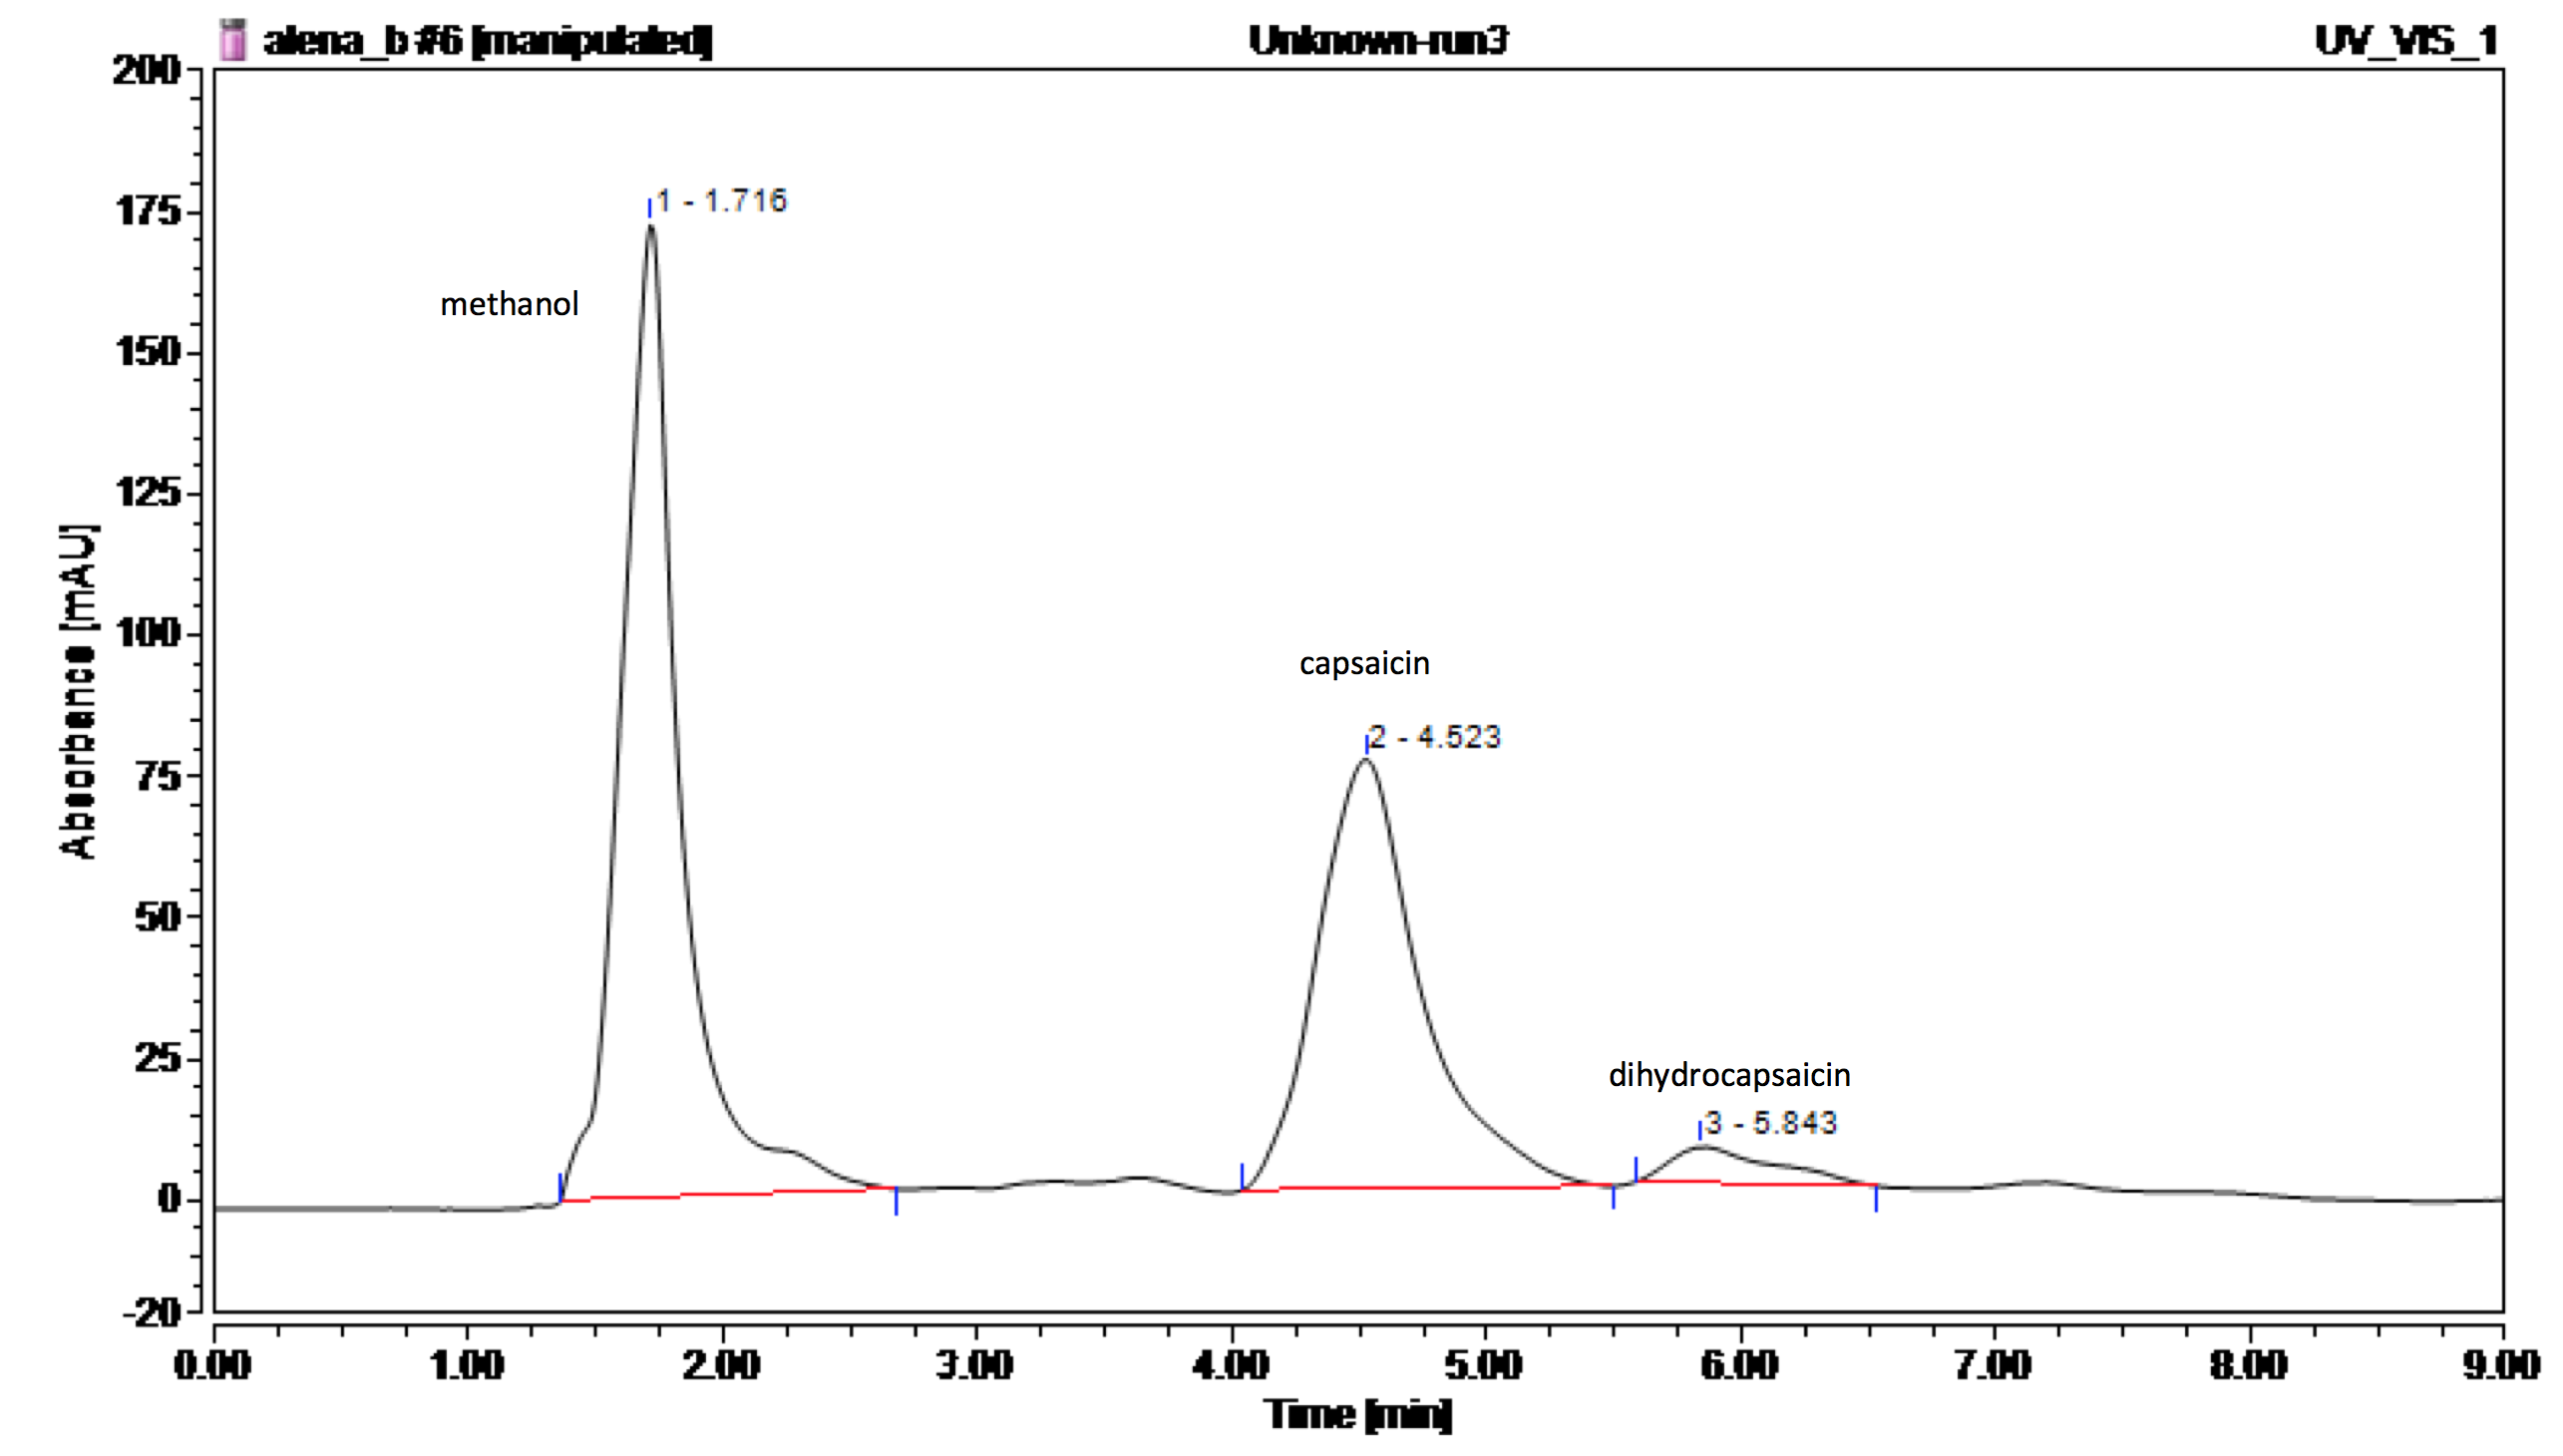 alena_b #6 [manipulated]
Unknown-run3
UV_VIS_1
200
175
150
125
100
75
50
25
0
-20
Absorbance [mAU]
1 - 1.716
methanol
capsaicin
2 - 4.523
dihydrocapsaicin
3 - 5.843
0.00
1.00
2.00
3.00
4.00
5.00
6.00
7.00
8.00
9.00
Time [min]